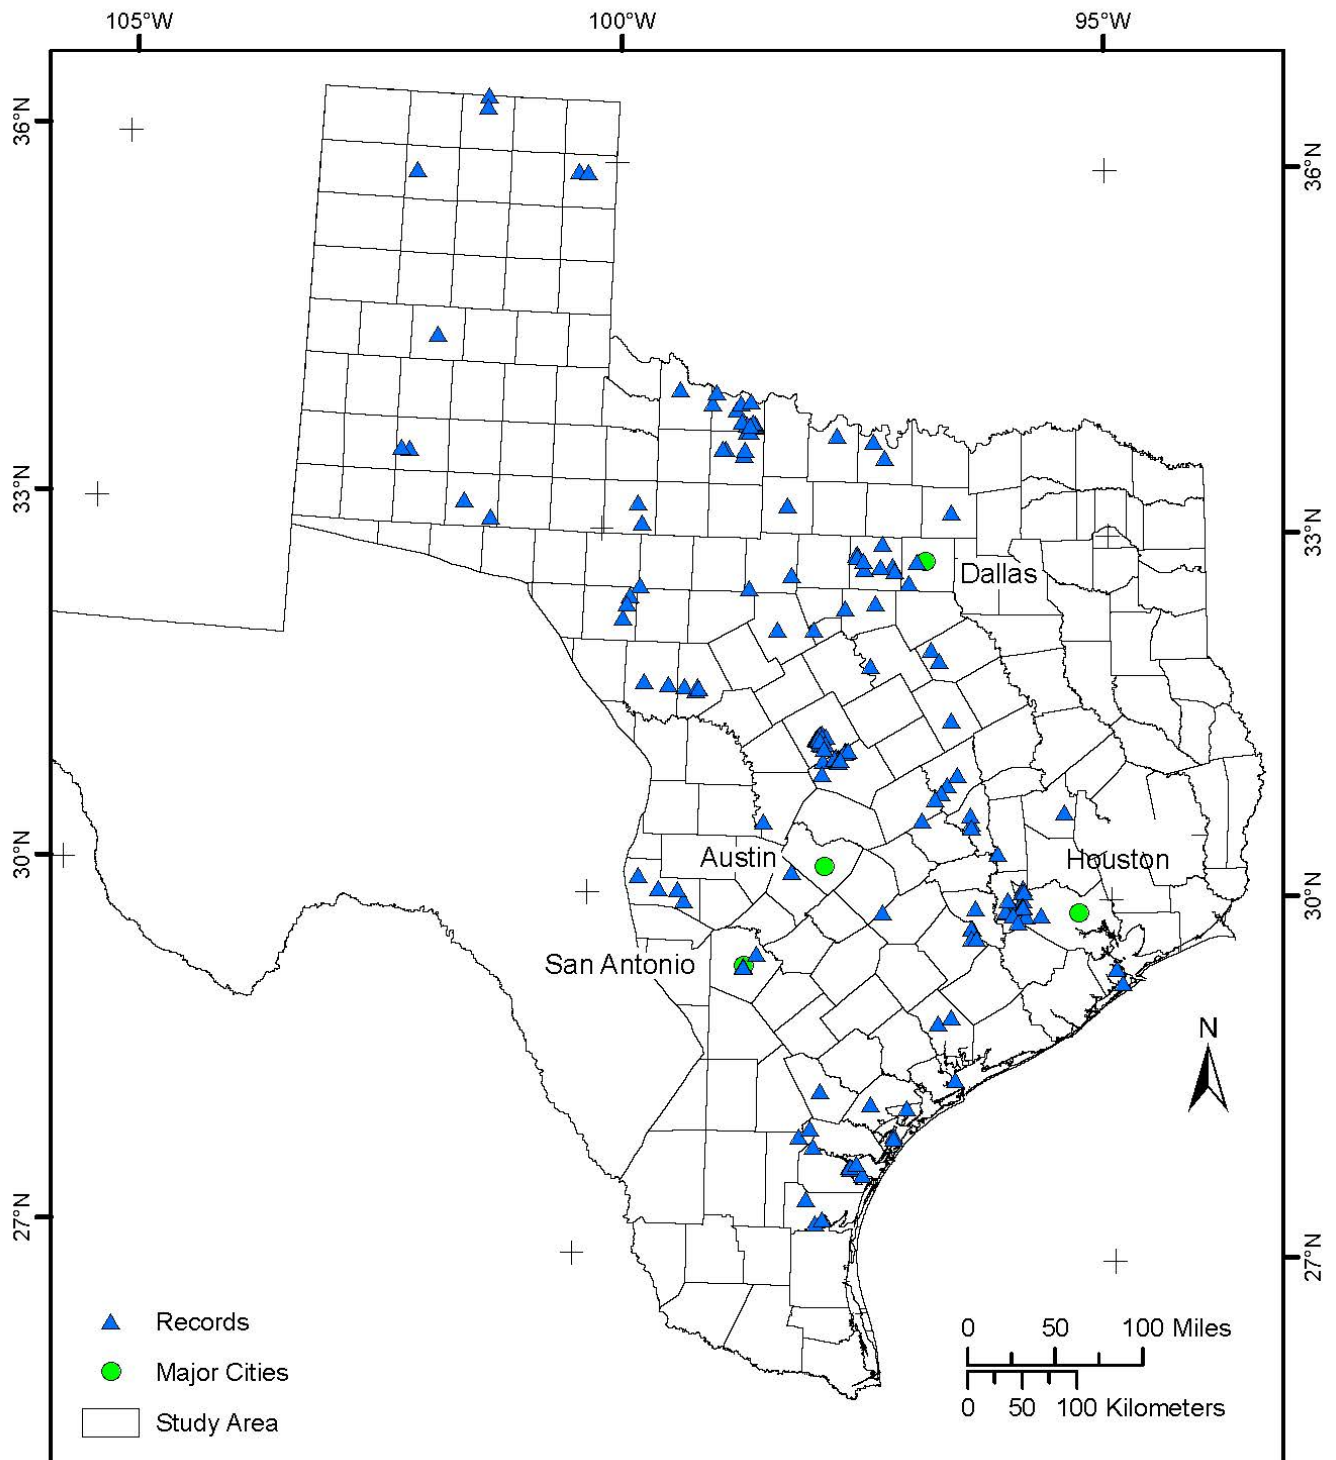 105°W 100°W 95°W
36°N
36°N
33°N
33°N
Dallas
30°N
Austin
Houston
30°N
San Antonio
N
27°N
27°N
Records
0 50 100 Miles
Major Cities
0 50 100 Kilometers
Study Area